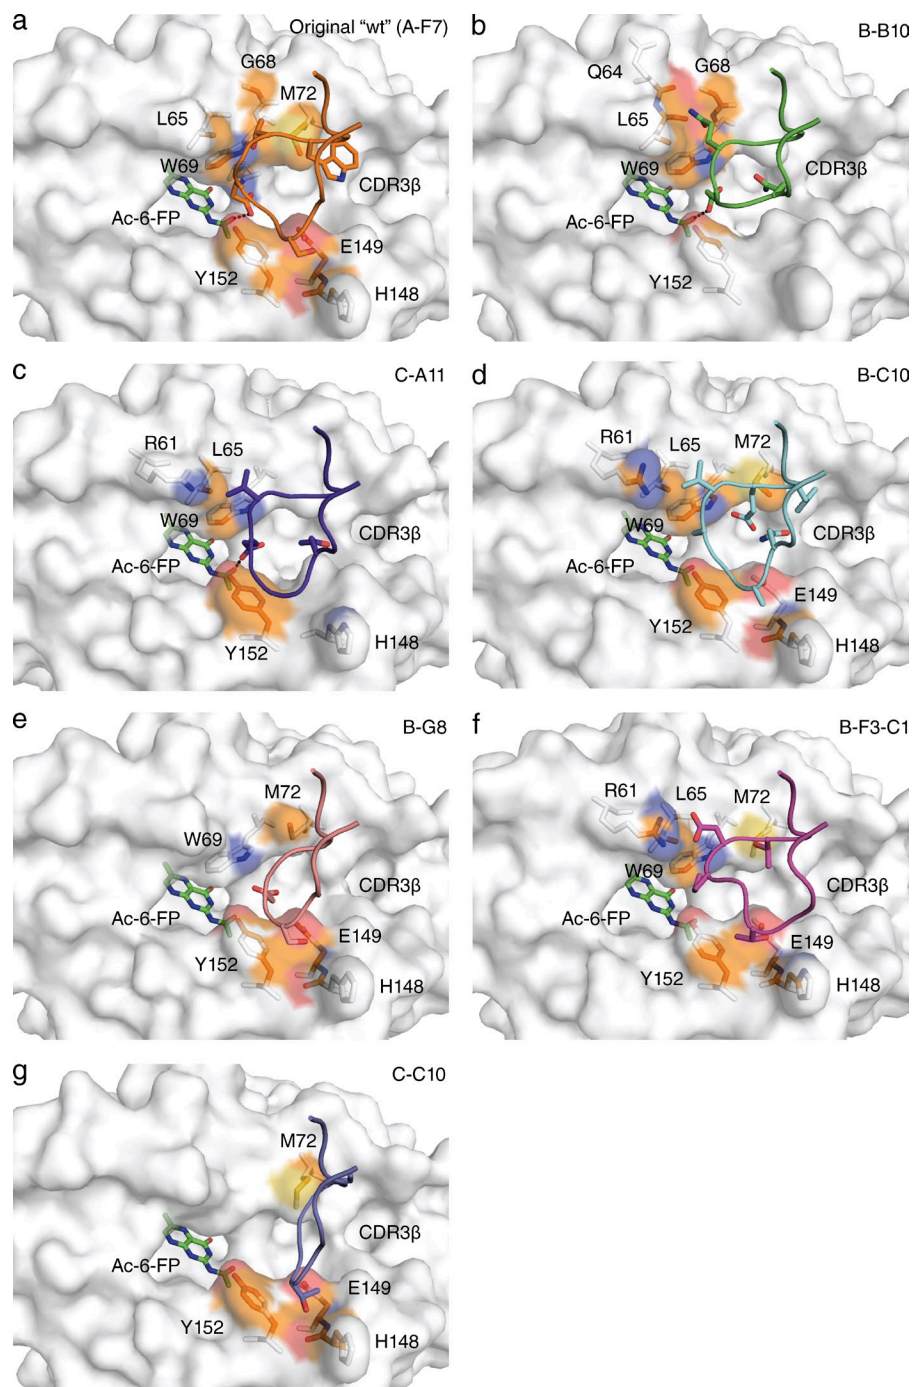 a
Original “wt” (A-F7)
G68
M72
L65
W69
CDR3β
Ac-6-FP
E149
Y152
H148
b
B-B10
Q64
G68
L65
W69
CDR3β
Ac-6-FP
Y152
c
C-A11
R61
L65
W69
CDR3β
Ac-6-FP
Y152
H148
d
B-C10
R61
L65
M72
W69
CDR3β
Ac-6-FP
E149
Y152
H148
e
B-G8
M72
W69
CDR3β
Ac-6-FP
E149
Y152
H148
f
B-F3-C1
R61
L65
M72
W69
CDR3β
Ac-6-FP
E149
Y152
H148
g
C-C10
M72
CDR3β
Ac-6-FP
E149
Y152
H148